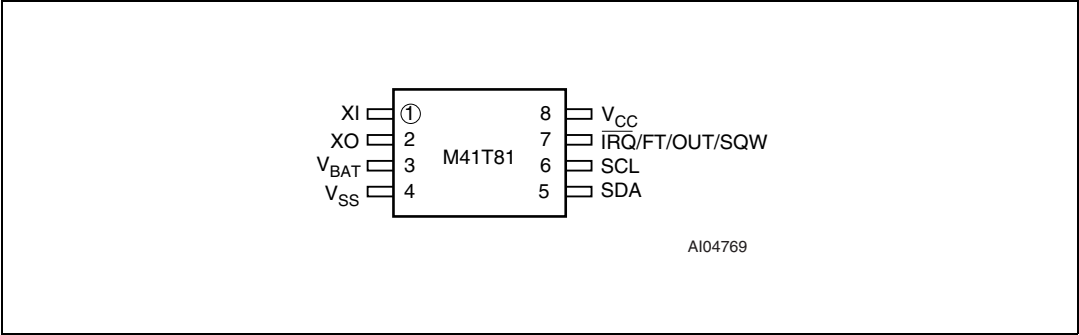 XI ① 8 VCC
XO 2 7 I̅R̅Q̅/FT/OUT/SQW
M41T81
VBAT 3 6 SCL
VSS 4 5 SDA
AI04769